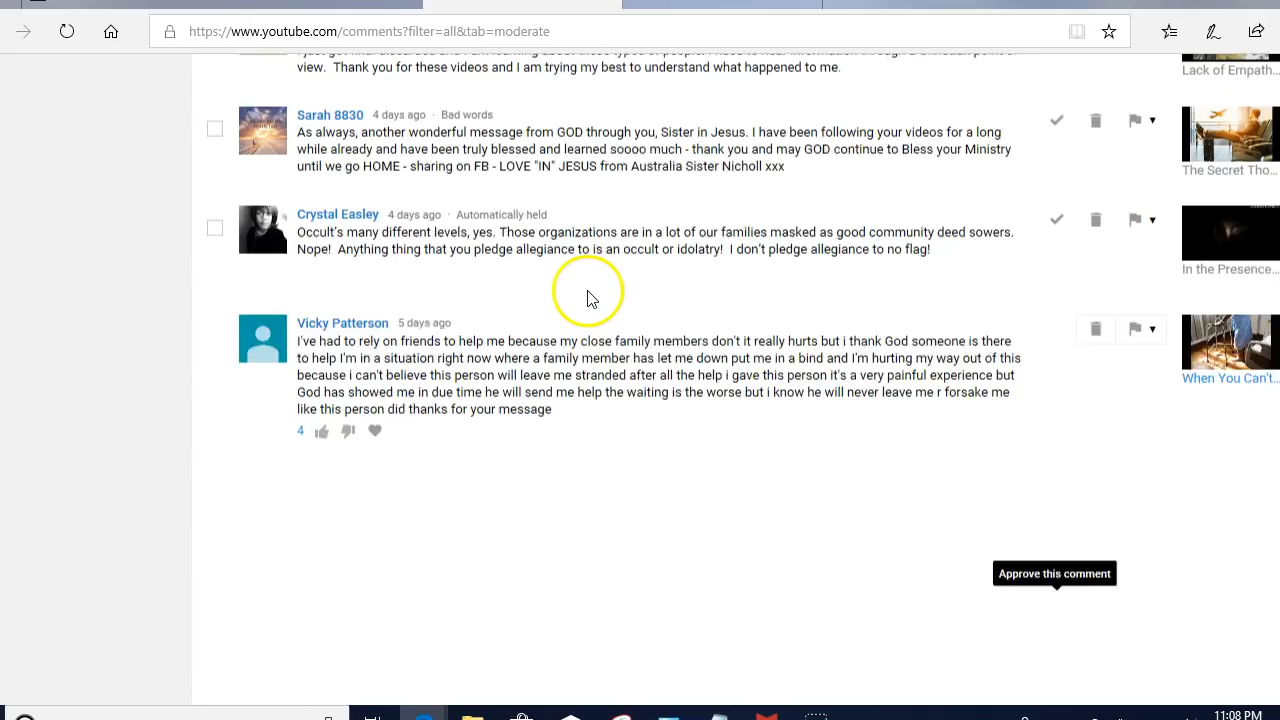 https://www.youtube.com/comments?filter=all&tab=moderate
view. Thank you for these videos and I am trying my best to understand what happened to me.
Lack of Empath...
Sarah 8830 4 days ago · Bad words
As always, another wonderful message from GOD through you, Sister in Jesus. I have been following your videos for a long
while already and have been truly blessed and learned soooo much - thank you and may GOD continue to Bless your Ministry
until we go HOME - sharing on FB - LOVE "IN" JESUS from Australia Sister Nicholl xxx
The Secret Tho...
Crystal Easley 4 days ago · Automatically held
Occult's many different levels, yes. Those organizations are in a lot of our families masked as good community deed sowers.
Nope! Anything thing that you pledge allegiance to is an occult or idolatry! I don't pledge allegiance to no flag!
In the Presence...
Vicky Patterson 5 days ago
I've had to rely on friends to help me because my close family members don't it really hurts but i thank God someone is there
to help I'm in a situation right now where a family member has let me down put me in a bind and I'm hurting my way out of this
because i can't believe this person will leave me stranded after all the help i gave this person it's a very painful experience but
God has showed me in due time he will send me help the waiting is the worse but i know he will never leave me r forsake me
like this person did thanks for your message
When You Can't...
4
Approve this comment
11:08 PM